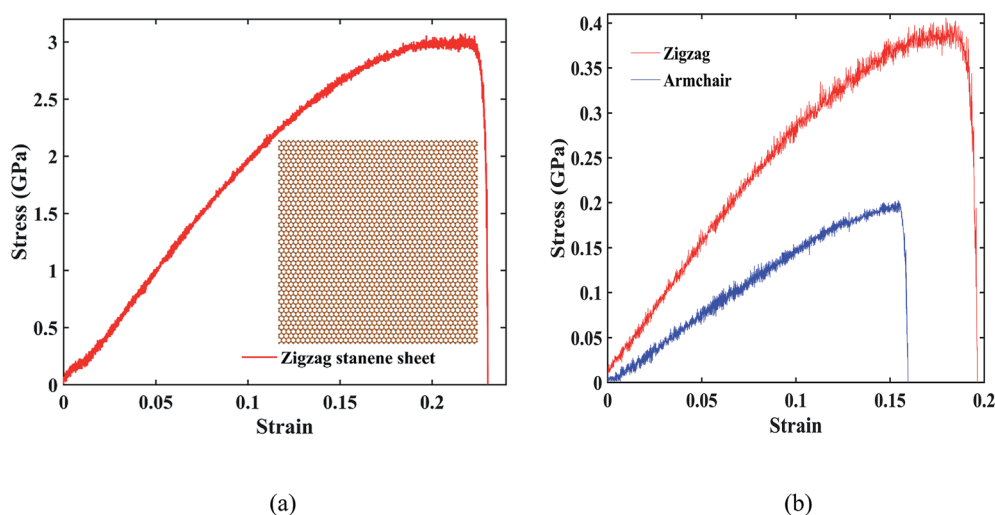 3
2.5
2
1.5
1
0.5
0
Stress (GPa)
Zigzag stanene sheet
0 0.05 0.1 0.15 0.2
Strain
(a)
0.4
0.35
0.3
0.25
0.2
0.15
0.1
0.05
0
Stress (GPa)
Zigzag
Armchair
0 0.05 0.1 0.15 0.2
Strain
(b)